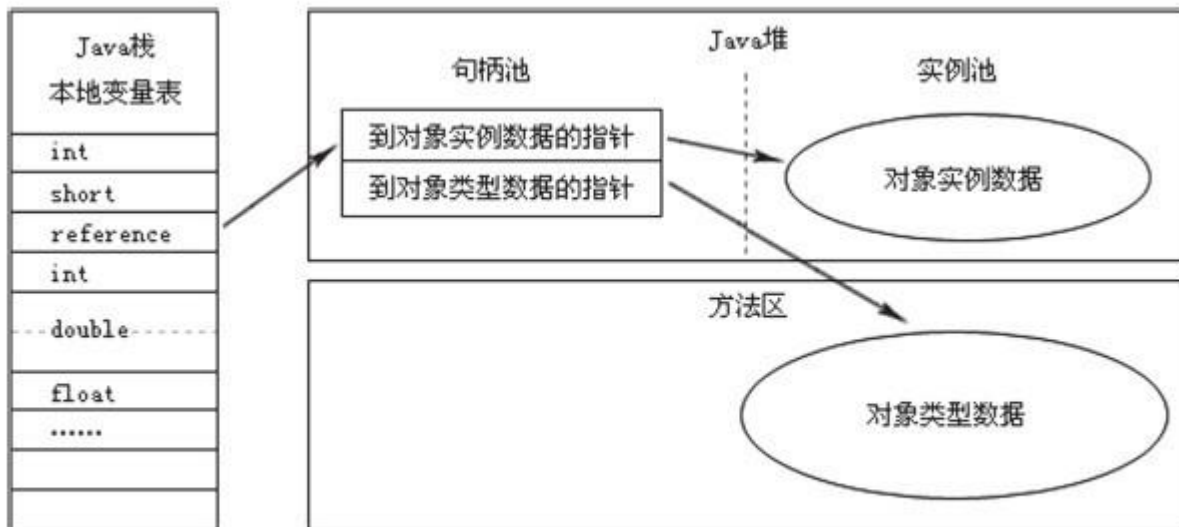 Java栈
本地变量表
int
short
reference
int
double
float
......
Java堆
句柄池
实例池
到对象实例数据的指针
到对象类型数据的指针
对象实例数据
方法区
对象类型数据